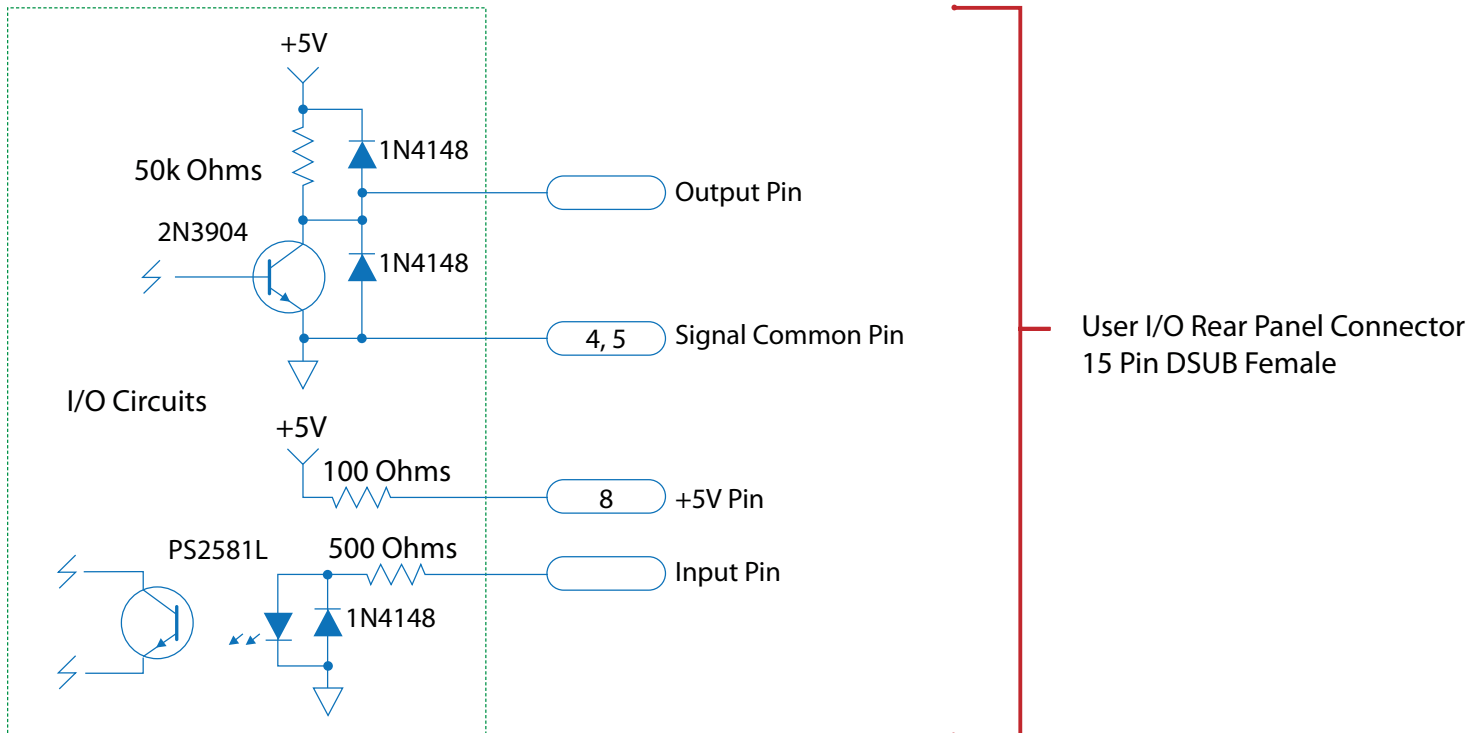 +5V
1N4148
50k Ohms
Output Pin
2N3904
1N4148
4, 5
Signal Common Pin
User I/O Rear Panel Connector
15 Pin DSUB Female
I/O Circuits
+5V
100 Ohms
8
+5V Pin
PS2581L
500 Ohms
Input Pin
1N4148